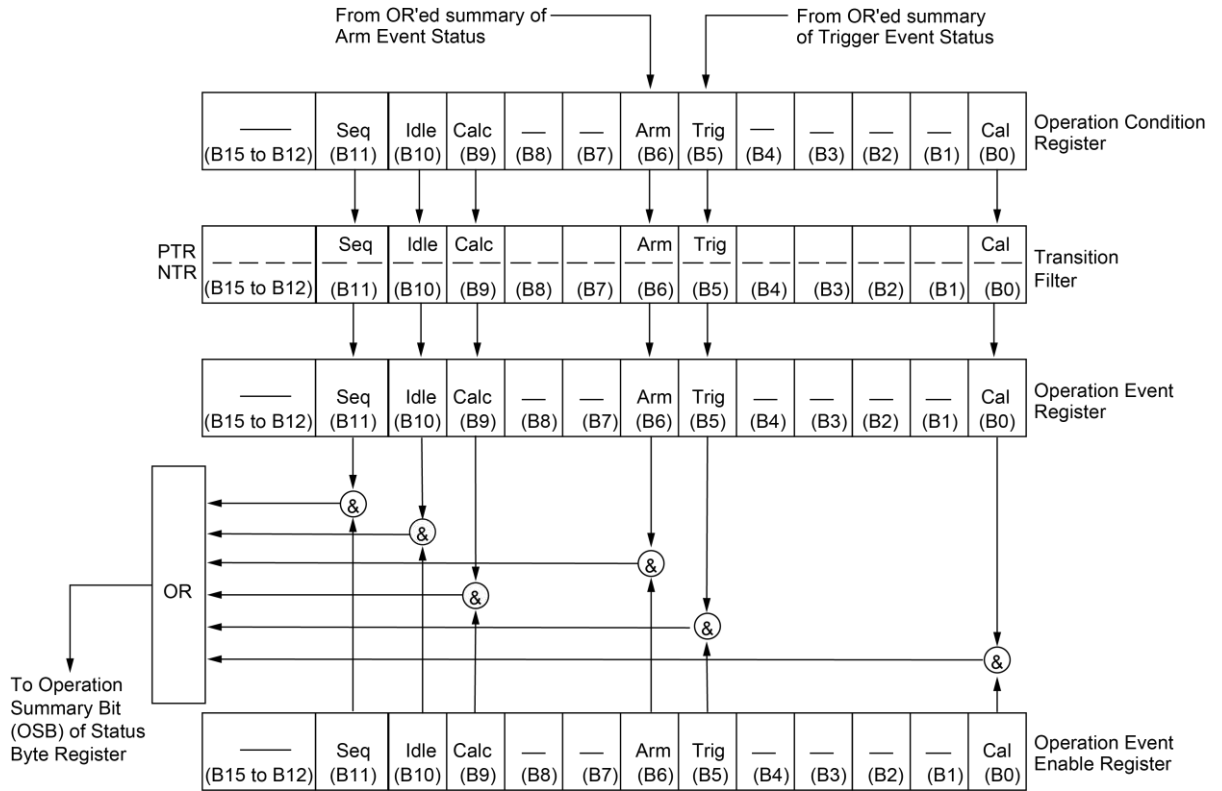 From OR'ed summary of
Arm Event Status
From OR'ed summary
of Trigger Event Status
Seq Idle Calc Arm Trig Cal
(B15 to B12) (B11) (B10) (B9) (B8) (B7) (B6) (B5) (B4) (B3) (B2) (B1) (B0)
Operation Condition
Register
PTR
NTR
Seq Idle Calc Arm Trig Cal
(B15 to B12) (B11) (B10) (B9) (B8) (B7) (B6) (B5) (B4) (B3) (B2) (B1) (B0)
Transition
Filter
Seq Idle Calc Arm Trig Cal
(B15 to B12) (B11) (B10) (B9) (B8) (B7) (B6) (B5) (B4) (B3) (B2) (B1) (B0)
Operation Event
Register
&
&
&
OR
&
&
&
To Operation
Summary Bit
(OSB) of Status
Byte Register
Seq Idle Calc Arm Trig Cal
(B15 to B12) (B11) (B10) (B9) (B8) (B7) (B6) (B5) (B4) (B3) (B2) (B1) (B0)
Operation Event
Enable Register